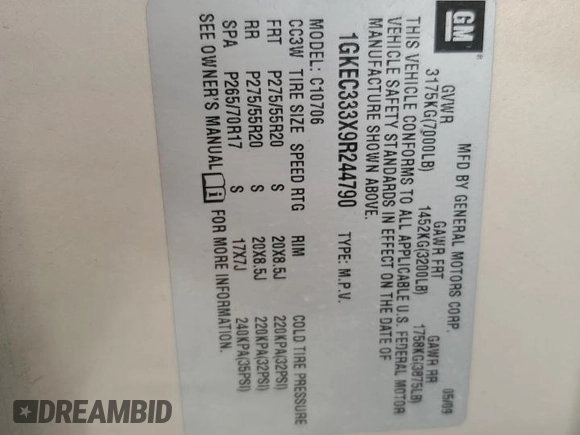 GM
MFD BY GENERAL MOTORS CORP. 05/09
GVWR GAWR FRT GAWR RR
3175KG(7000LB) 1452KG(3200LB) 1758KG(3875LB)
THIS VEHICLE CONFORMS TO ALL APPLICABLE U.S. FEDERAL MOTOR
VEHICLE SAFETY STANDARDS IN EFFECT ON THE DATE OF
MANUFACTURE SHOWN ABOVE.
1GKEC333X9R244790 TYPE: M.P.V.
MODEL: C10706
CC3W TIRE SIZE SPEED RTG RIM COLD TIRE PRESSURE
FRT P275/55R20 S 20X8.5J 220KPA(32PSI)
RR P275/55R20 S 20X8.5J 220KPA(32PSI)
SPA P265/70R17 S 17X7J 240KPA(35PSI)
SEE OWNER'S MANUAL FOR MORE INFORMATION.
DREAMBID